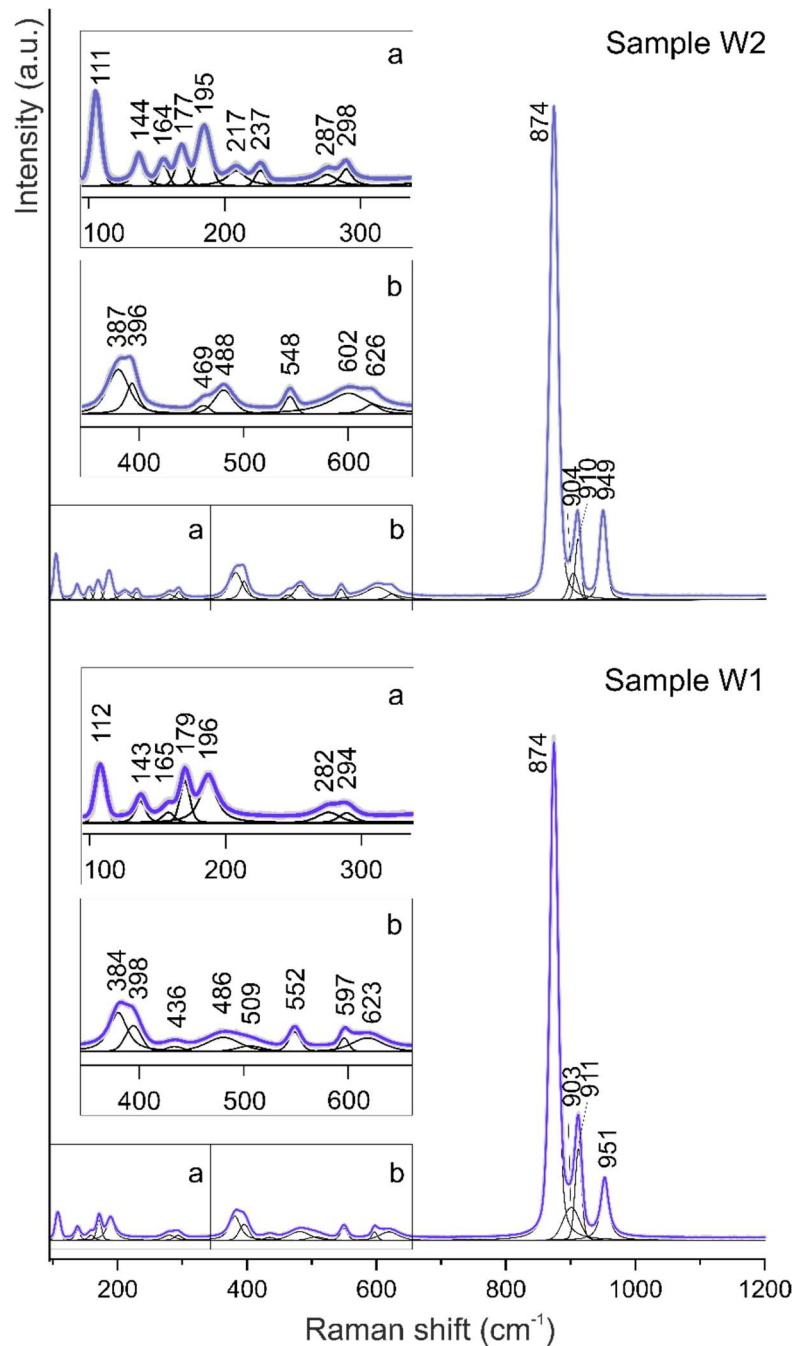 Intensity (a.u.)
Sample W2
a
111
144
164
177
195
217
237
287
298
100 200 300
b
387
396
469
488
548
602
626
400 500 600
a b
874
904
910
949
Sample W1
a
112
143
165
179
196
282
294
100 200 300
b
384
398
436
486
509
552
597
623
400 500 600
a b
874
903
911
951
200 400 600 800 1000 1200
Raman shift (cm⁻¹)